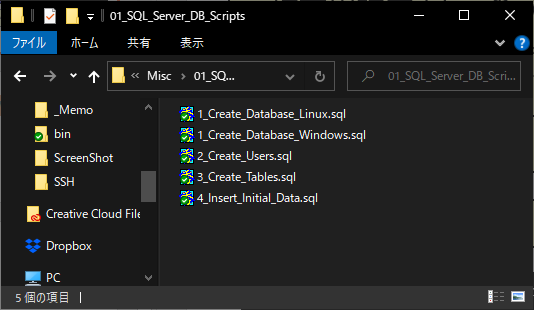 01_SQL_Server_DB_Scripts
ファイル ホーム 共有 表示
Misc 01_SQ... 01_SQL_Server_DB_Scri...
_Memo
bin
ScreenShot
SSH
Creative Cloud File
Dropbox
PC
1_Create_Database_Linux.sql
1_Create_Database_Windows.sql
2_Create_Users.sql
3_Create_Tables.sql
4_Insert_Initial_Data.sql
5 個の項目